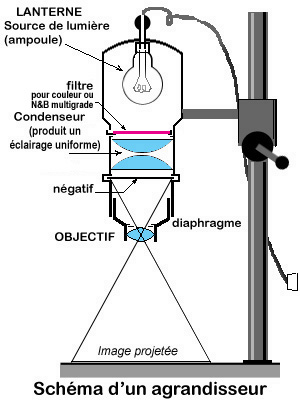 LANTERNE
Source de lumière
(ampoule)
filtre
pour couleur ou
N&B multigrade
Condenseur
(produit un
éclairage uniforme)
négatif
diaphragme
OBJECTIF
Image projetée
Schéma d'un agrandisseur